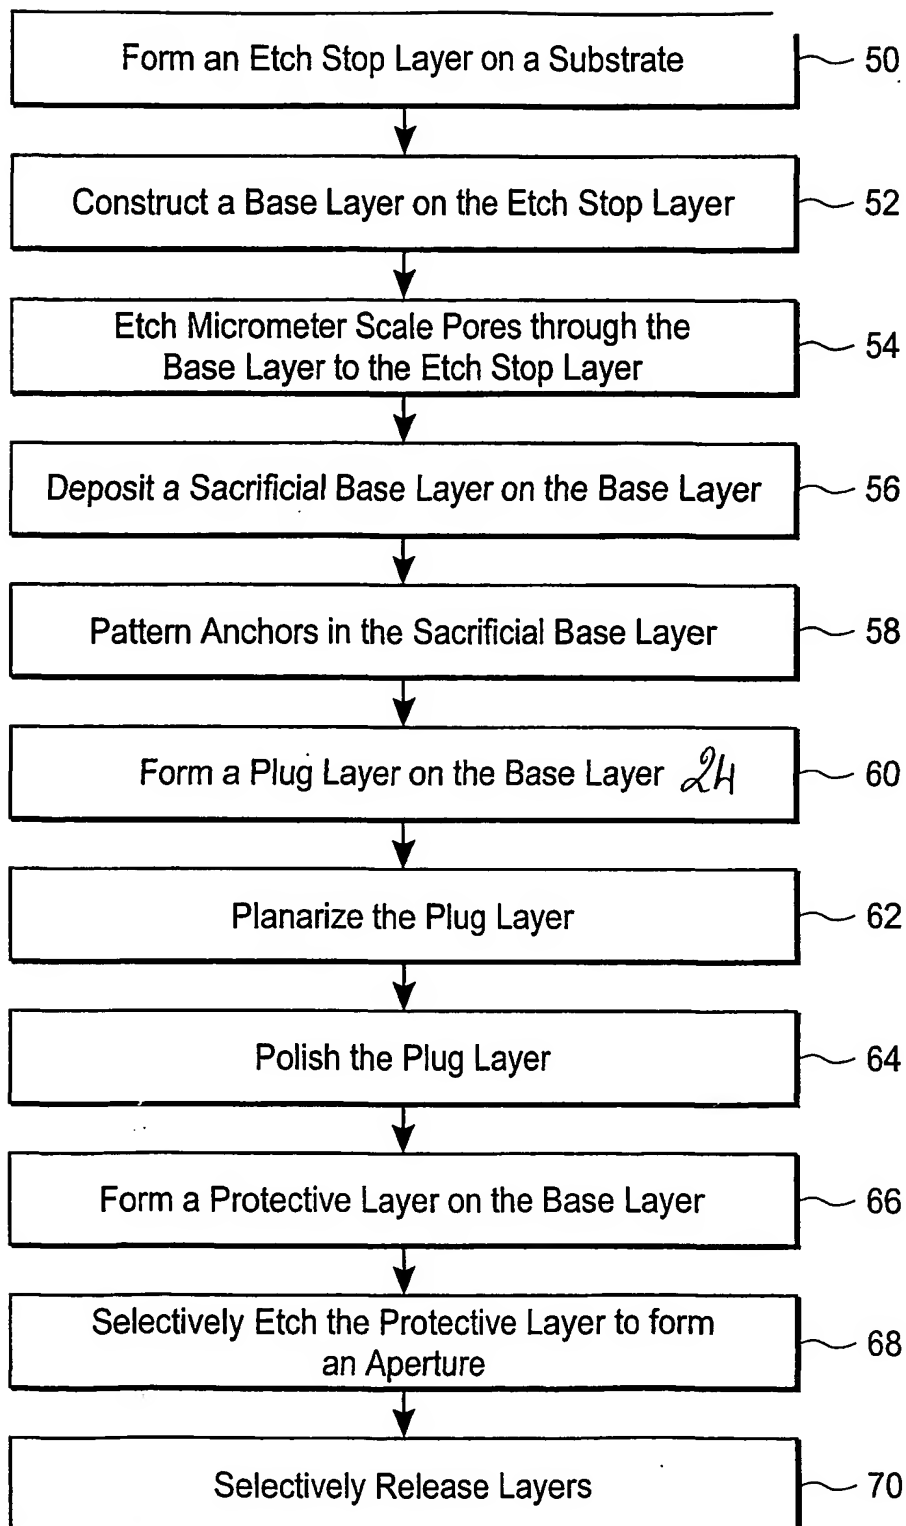 Form an Etch Stop Layer on a Substrate 50
Construct a Base Layer on the Etch Stop Layer 52
Etch Micrometer Scale Pores through the
Base Layer to the Etch Stop Layer 54
Deposit a Sacrificial Base Layer on the Base Layer 56
Pattern Anchors in the Sacrificial Base Layer 58
Form a Plug Layer on the Base Layer 24 60
Planarize the Plug Layer 62
Polish the Plug Layer 64
Form a Protective Layer on the Base Layer 66
Selectively Etch the Protective Layer to form
an Aperture 68
Selectively Release Layers 70